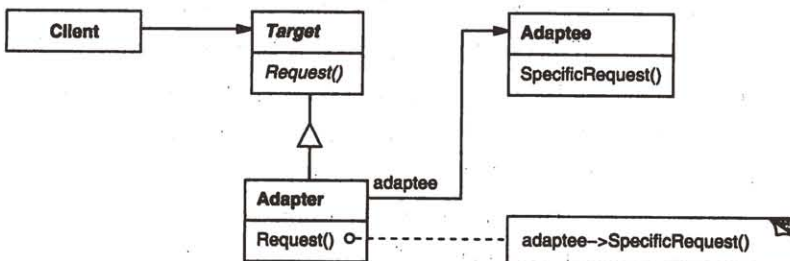 Client
Target
Request()
Adaptee
SpecificRequest()
Adapter
adaptee
Request()
adaptee->SpecificRequest()